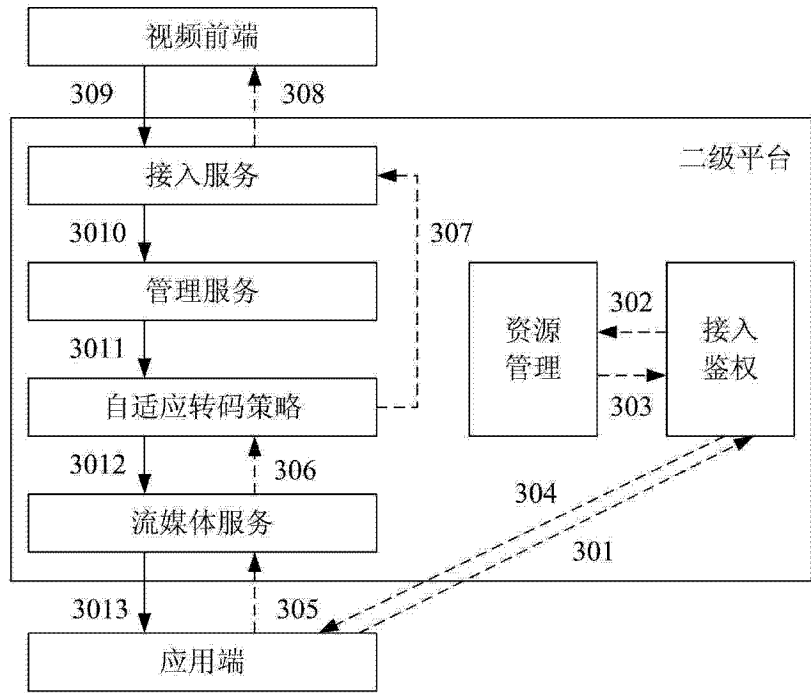 视频前端
309
308
二级平台
接入服务
3010
307
管理服务
302
资源
管理
接入
鉴权
3011
303
自适应转码策略
3012
306
304
流媒体服务
301
3013
305
应用端